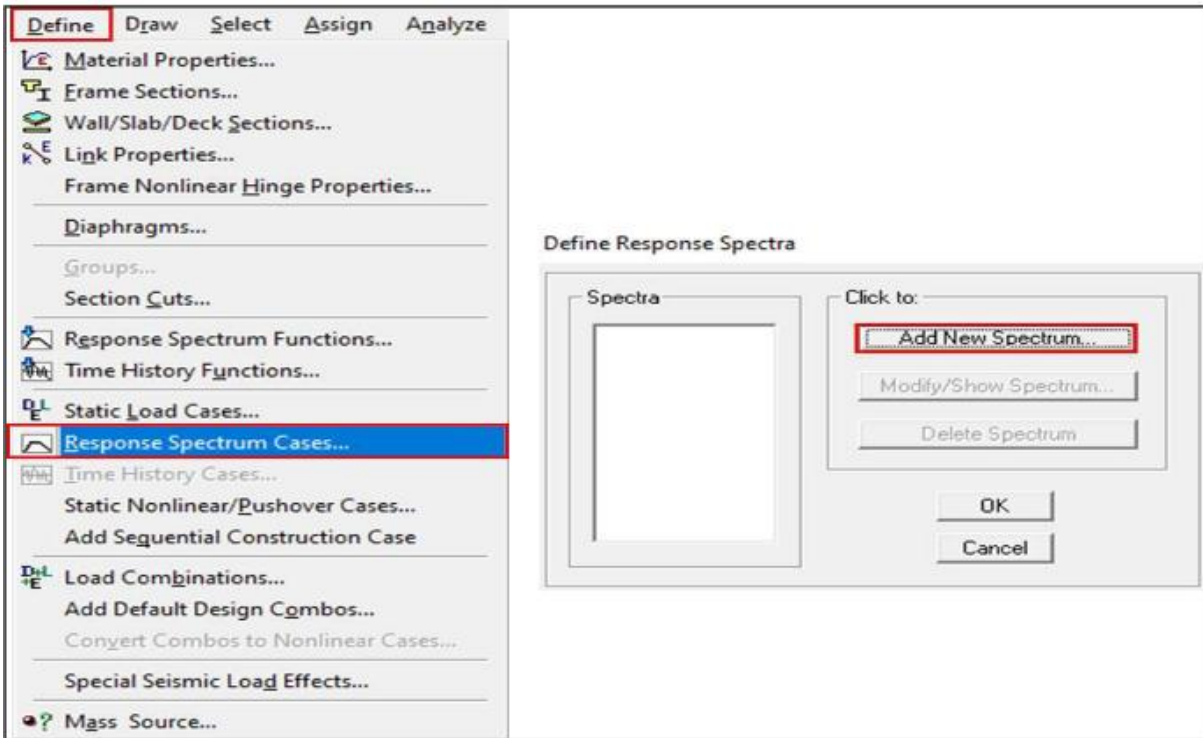 Define Draw Select Assign Analyze
Material Properties...
Frame Sections...
Wall/Slab/Deck Sections...
Link Properties...
Frame Nonlinear Hinge Properties...
Diaphragms...
Groups...
Section Cuts...
Response Spectrum Functions...
Time History Functions...
Static Load Cases...
Response Spectrum Cases...
Time History Cases...
Static Nonlinear/Pushover Cases...
Add Sequential Construction Case
Load Combinations...
Add Default Design Combos...
Convert Combos to Nonlinear Cases...
Special Seismic Load Effects...
Mass Source...
Define Response Spectra
Spectra
Click to:
Add New Spectrum...
Modify/Show Spectrum...
Delete Spectrum
OK
Cancel